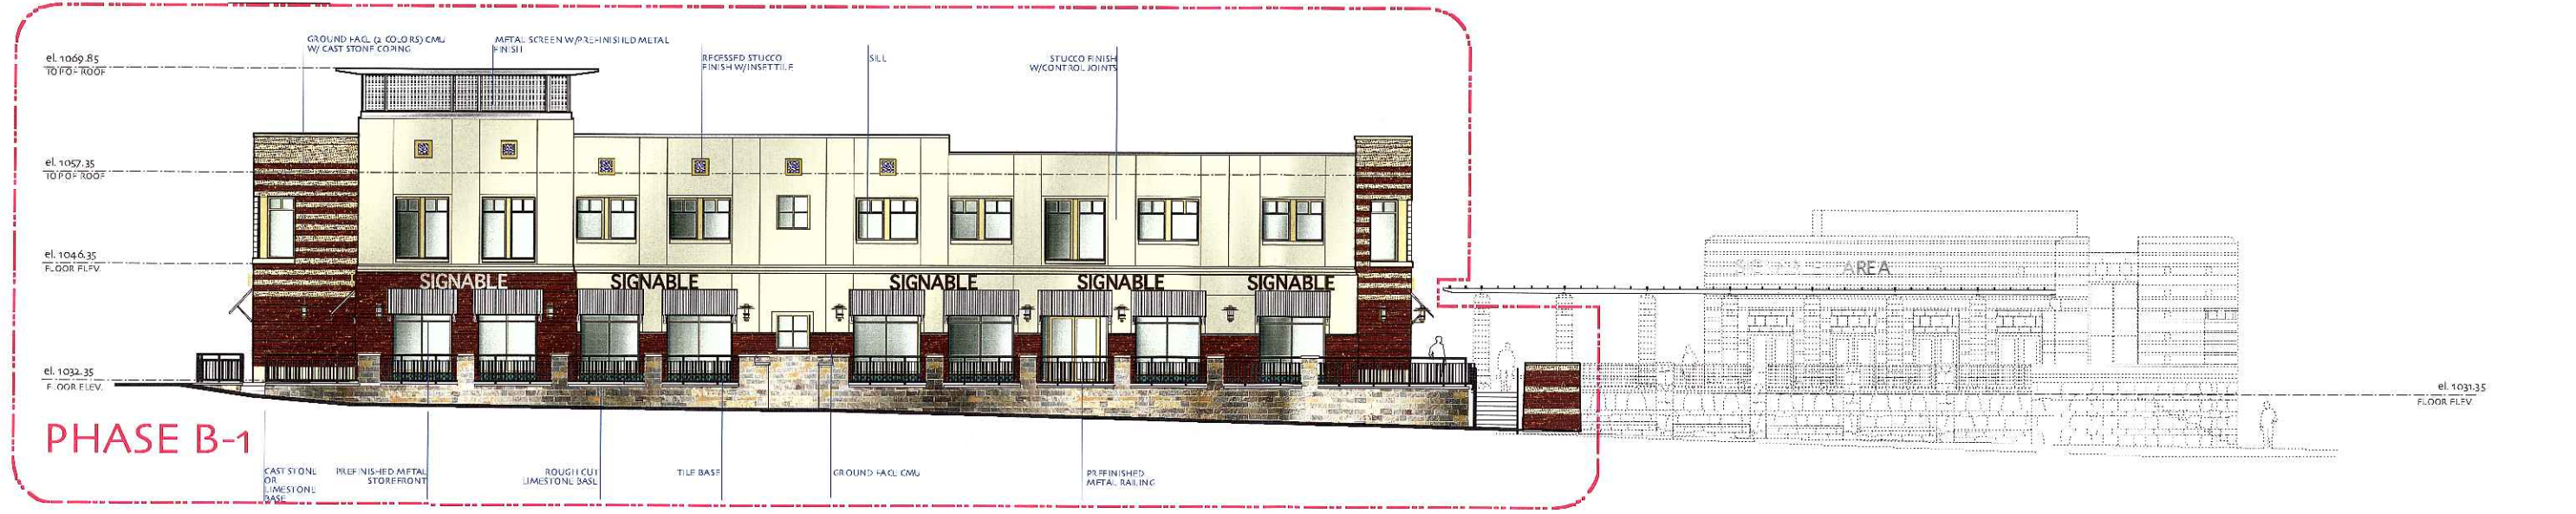 GROUND FACE (2 COLORS) CMU
W/ CAST STONE COPING
METAL SCREEN W/PREFINISHED METAL
FINISH
RECESSED STUCCO
FINISH W/INSET TILE
SILL
STUCCO FINISH
W/CONTROL JOINTS
el. 1069.85
TOP OF ROOF
el. 1057.35
TOP OF ROOF
el. 1046.35
FLOOR ELEV.
SIGNABLE
SIGNABLE
SIGNABLE
SIGNABLE
SIGNABLE
AREA
el. 1032.35
FLOOR ELEV.
el. 1031.35
FLOOR ELEV.
PHASE B-1
CAST STONE
OR
LIMESTONE
BASE
PREFINISHED METAL
STOREFRONT
ROUGH CUT
LIMESTONE BASE
TILE BASE
GROUND FACE CMU
PREFINISHED
METAL RAILING